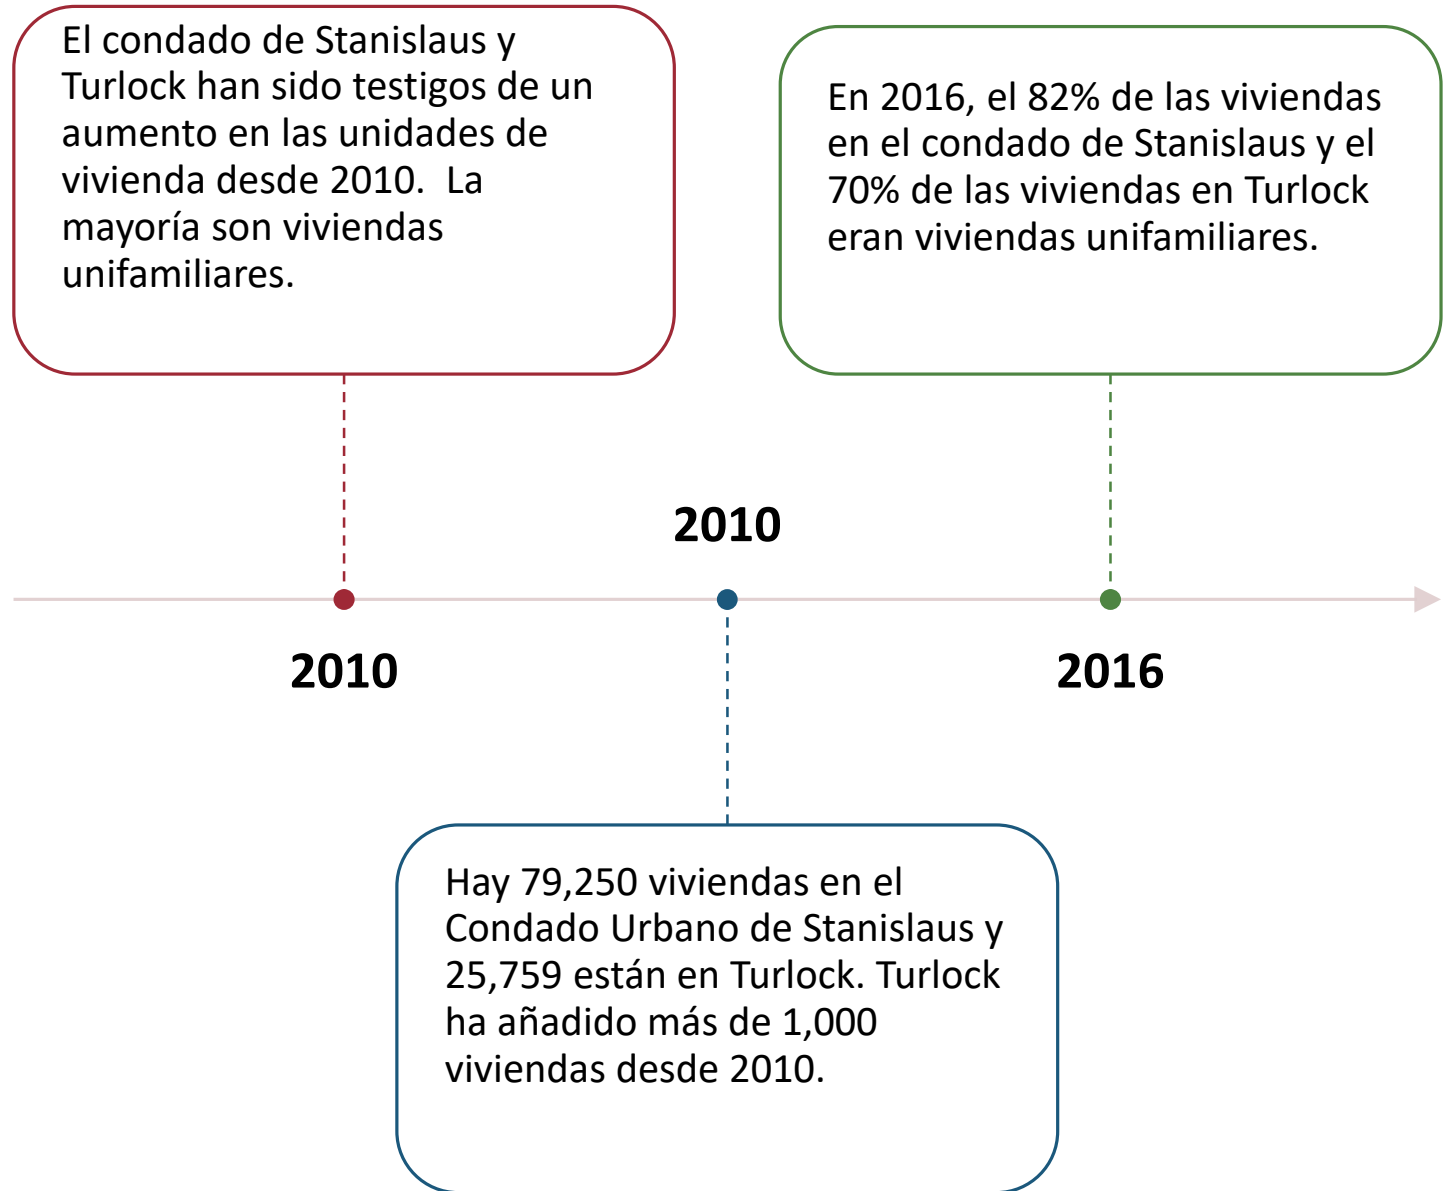 El condado de Stanislaus y
Turlock han sido testigos de un
aumento en las unidades de
vivienda desde 2010.  La
mayoría son viviendas
unifamiliares.
En 2016, el 82% de las viviendas
en el condado de Stanislaus y el
70% de las viviendas en Turlock
eran viviendas unifamiliares.
2010
2010
2016
Hay 79,250 viviendas en el
Condado Urbano de Stanislaus y
25,759 están en Turlock. Turlock
ha añadido más de 1,000
viviendas desde 2010.